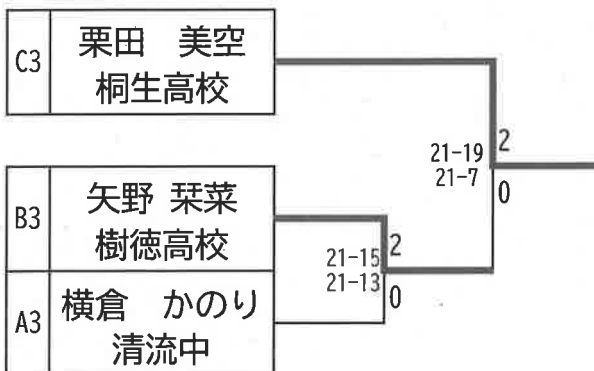 C3
栗田 美空
桐生高校
21-19
21-7
2
0
B3
矢野 栞菜
樹徳高校
21-15
21-13
2
0
A3
横倉 かのり
清流中